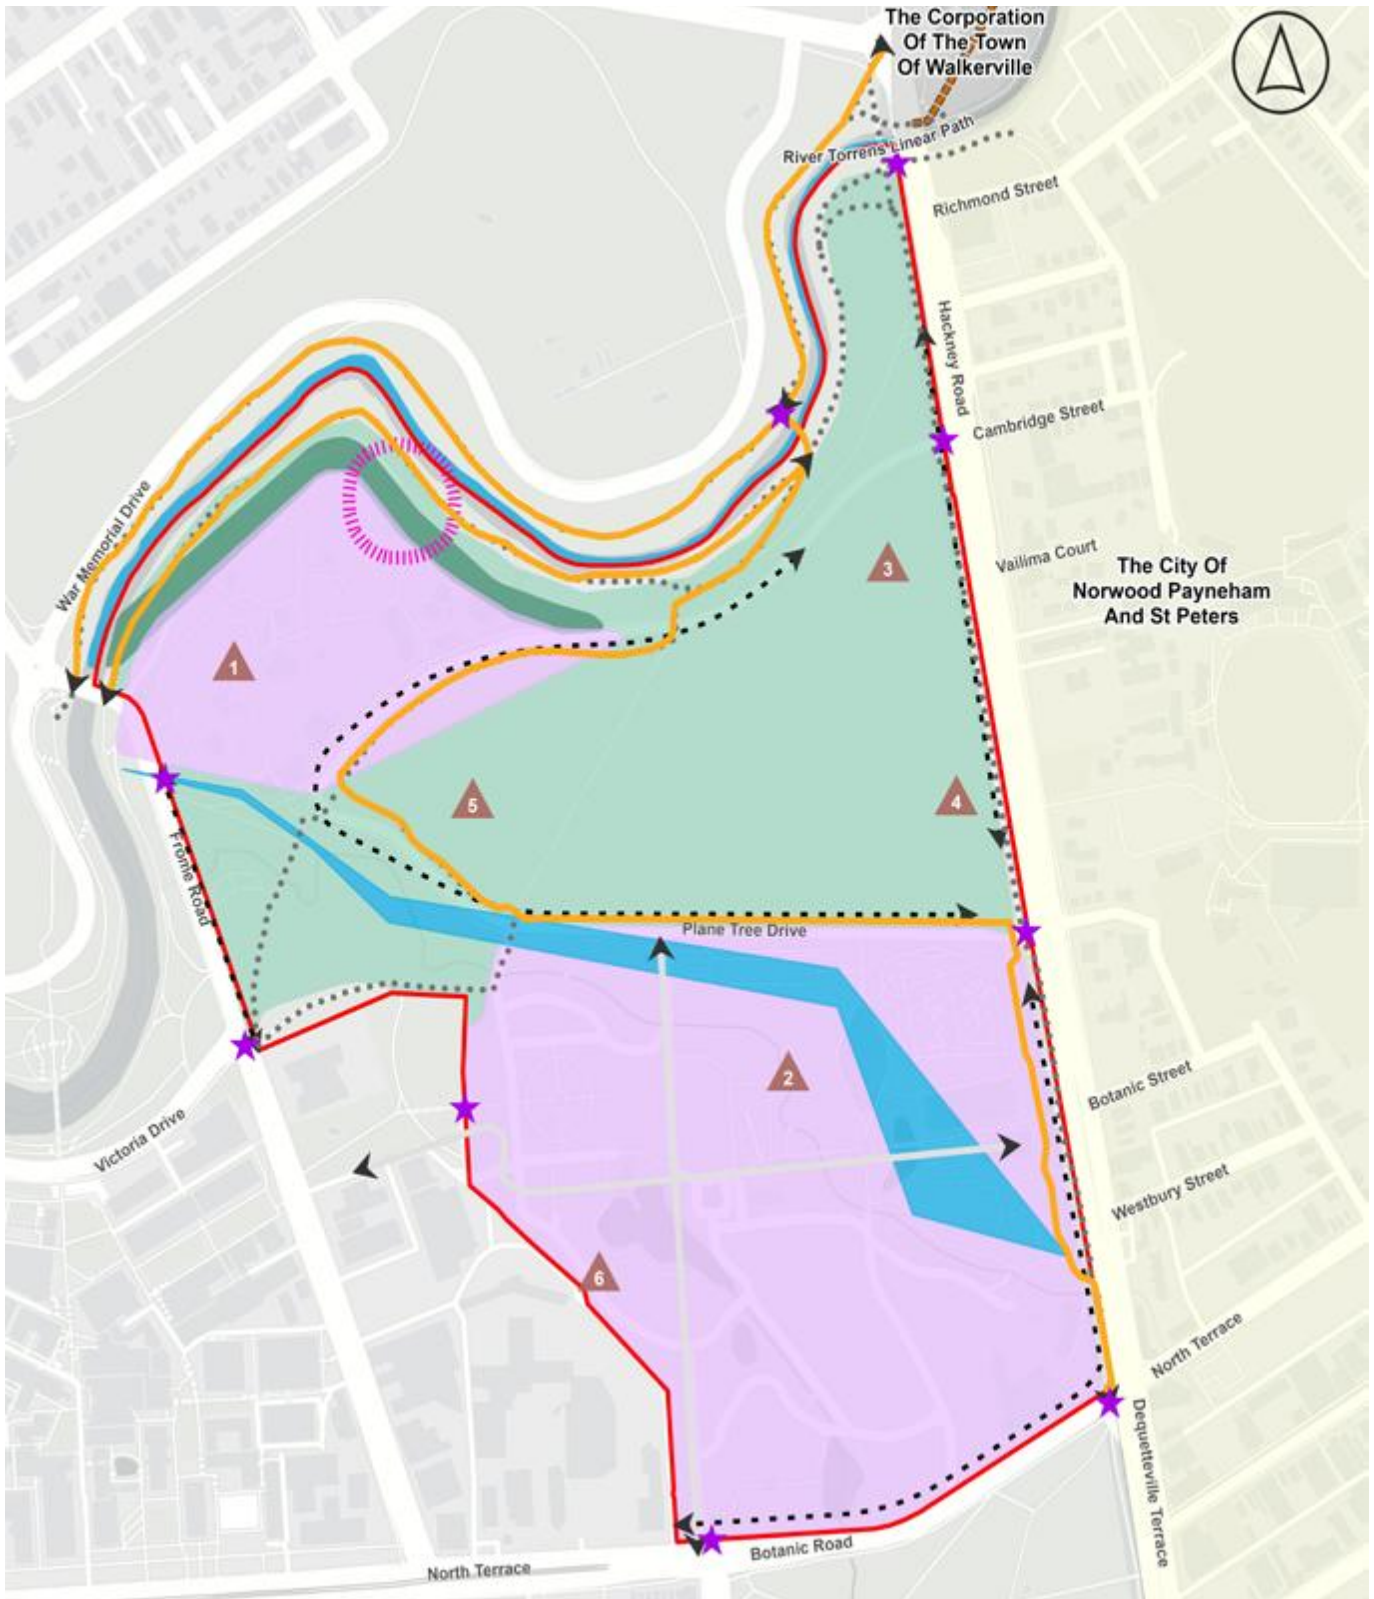 The Corporation
Of The Town
Of Walkerville
River Torrens Linear Path
Richmond Street
Hackney Road
Cambridge Street
War Memorial Drive
Vailima Court
The City Of
Norwood Payneham
And St Peters
3
1
5
4
Frome Road
Plane Tree Drive
2
Botanic Street
Victoria Drive
Westbury Street
6
North Terrace
Dequetteville Terrace
Botanic Road
North Terrace